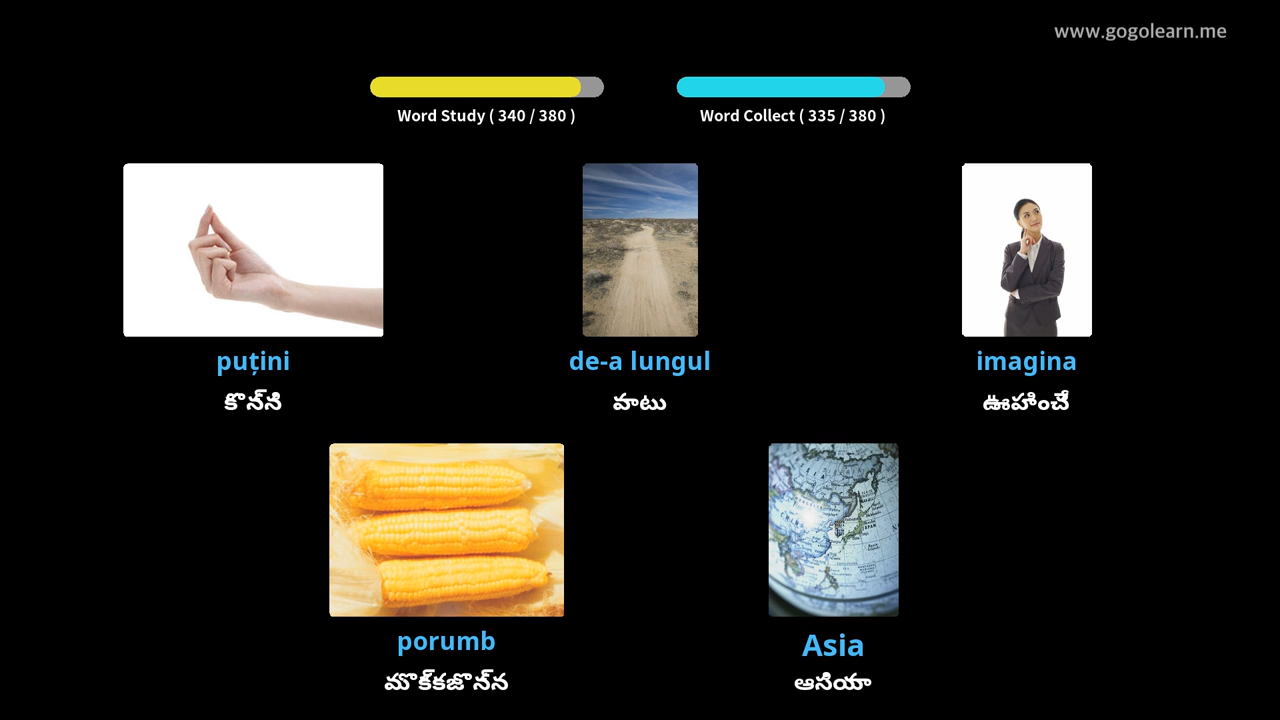 www.gogolearn.me
Word Study ( 340 / 380 )
Word Collect ( 335 / 380 )
puțini
de-a lungul
imagina
కొన్ని
వాటు
ఊహించే
porumb
Asia
మొక్కజొన్న
ఆసియా